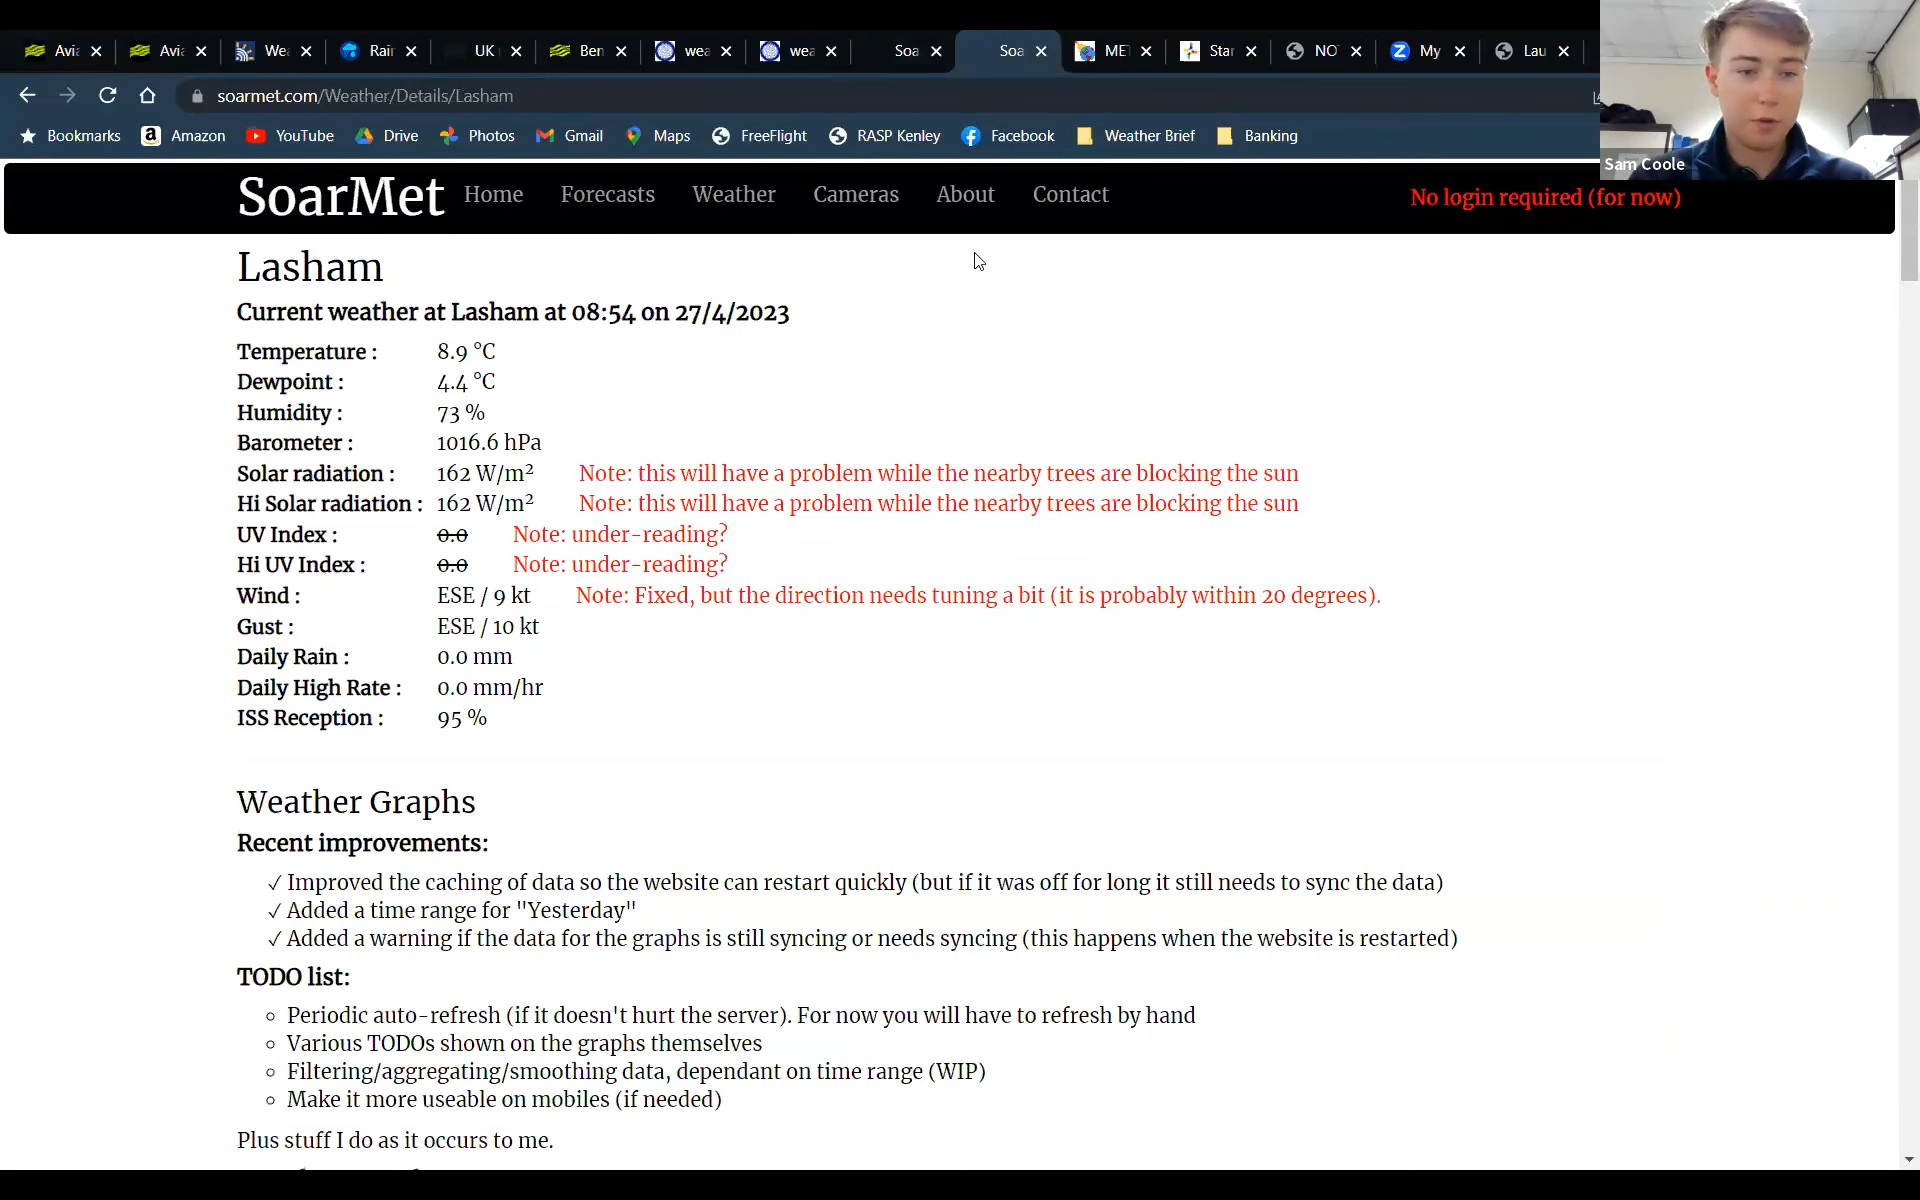 Avi Avi We Rai UK Ben wea wea Soa Soa ME Star NO My Lau
soarmet.com/Weather/Details/Lasham
Bookmarks Amazon YouTube Drive Photos Gmail Maps FreeFlight RASP Kenley Facebook Weather Brief Banking
Sam Coole
SoarMet Home Forecasts Weather Cameras About Contact No login required (for now)
Lasham
Current weather at Lasham at 08:54 on 27/4/2023
Temperature : 8.9 °C
Dewpoint : 4.4 °C
Humidity : 73 %
Barometer : 1016.6 hPa
Solar radiation : 162 W/m² Note: this will have a problem while the nearby trees are blocking the sun
Hi Solar radiation : 162 W/m² Note: this will have a problem while the nearby trees are blocking the sun
UV Index : 0.0 Note: under-reading?
Hi UV Index : 0.0 Note: under-reading?
Wind : ESE / 9 kt Note: Fixed, but the direction needs tuning a bit (it is probably within 20 degrees).
Gust : ESE / 10 kt
Daily Rain : 0.0 mm
Daily High Rate : 0.0 mm/hr
ISS Reception : 95 %
Weather Graphs
Recent improvements:
✓ Improved the caching of data so the website can restart quickly (but if it was off for long it still needs to sync the data)
✓ Added a time range for "Yesterday"
✓ Added a warning if the data for the graphs is still syncing or needs syncing (this happens when the website is restarted)
TODO list:
Periodic auto-refresh (if it doesn't hurt the server). For now you will have to refresh by hand
Various TODOs shown on the graphs themselves
Filtering/aggregating/smoothing data, dependant on time range (WIP)
Make it more useable on mobiles (if needed)
Plus stuff I do as it occurs to me.